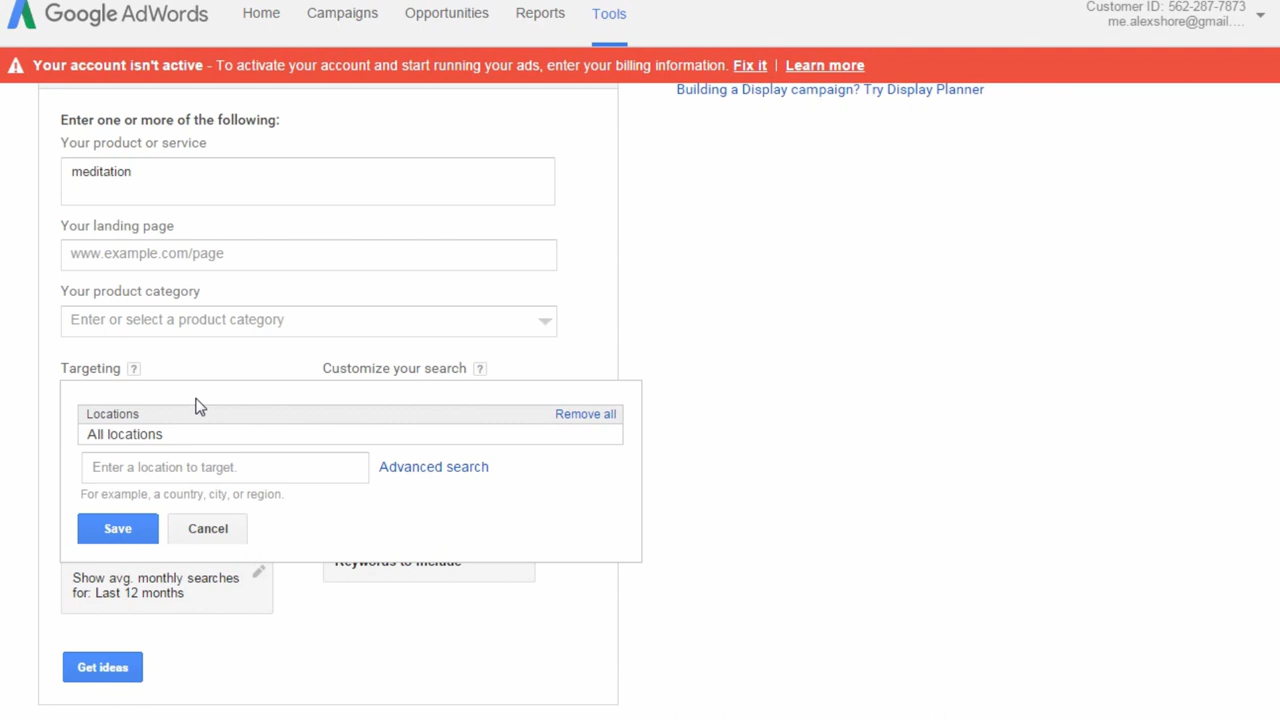 Google AdWords
Home Campaigns Opportunities Reports Tools
Customer ID: 562-287-7873
me.alexshore@gmail....
Your account isn't active - To activate your account and start running your ads, enter your billing information. Fix it | Learn more
Building a Display campaign? Try Display Planner
Enter one or more of the following:
Your product or service
meditation
Your landing page
www.example.com/page
Your product category
Enter or select a product category
Targeting ? Customize your search ?
Locations Remove all
All locations
Enter a location to target. Advanced search
For example, a country, city, or region.
Save Cancel
Keywords to include
Show avg. monthly searches
for: Last 12 months
Get ideas